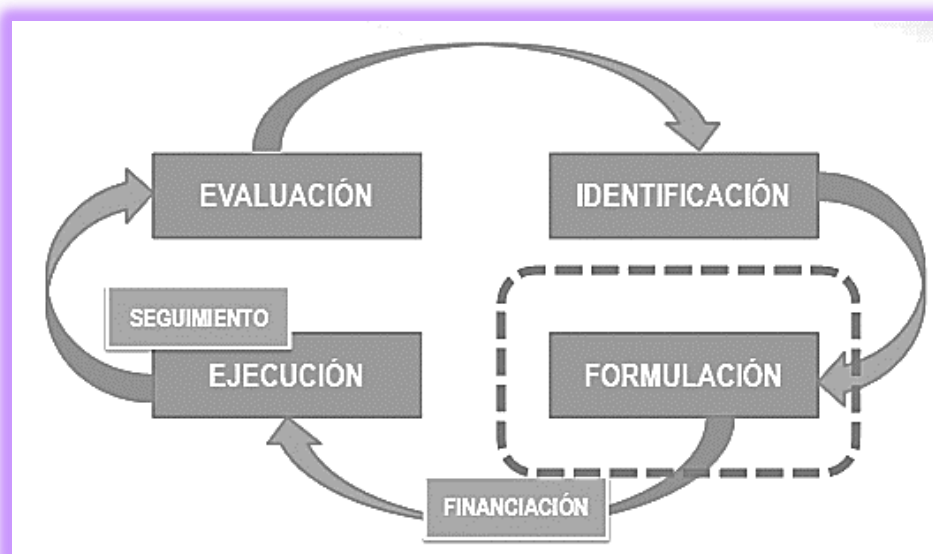 EVALUACIÓN
IDENTIFICACIÓN
SEGUIMIENTO
EJECUCIÓN
FORMULACIÓN
FINANCIACIÓN